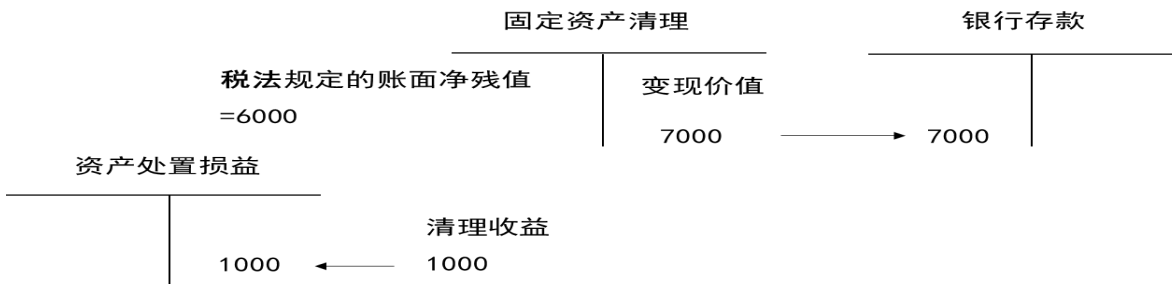 固定资产清理
银行存款
税法规定的账面净残值
=6000
变现价值
7000
7000
资产处置损益
清理收益
1000
1000